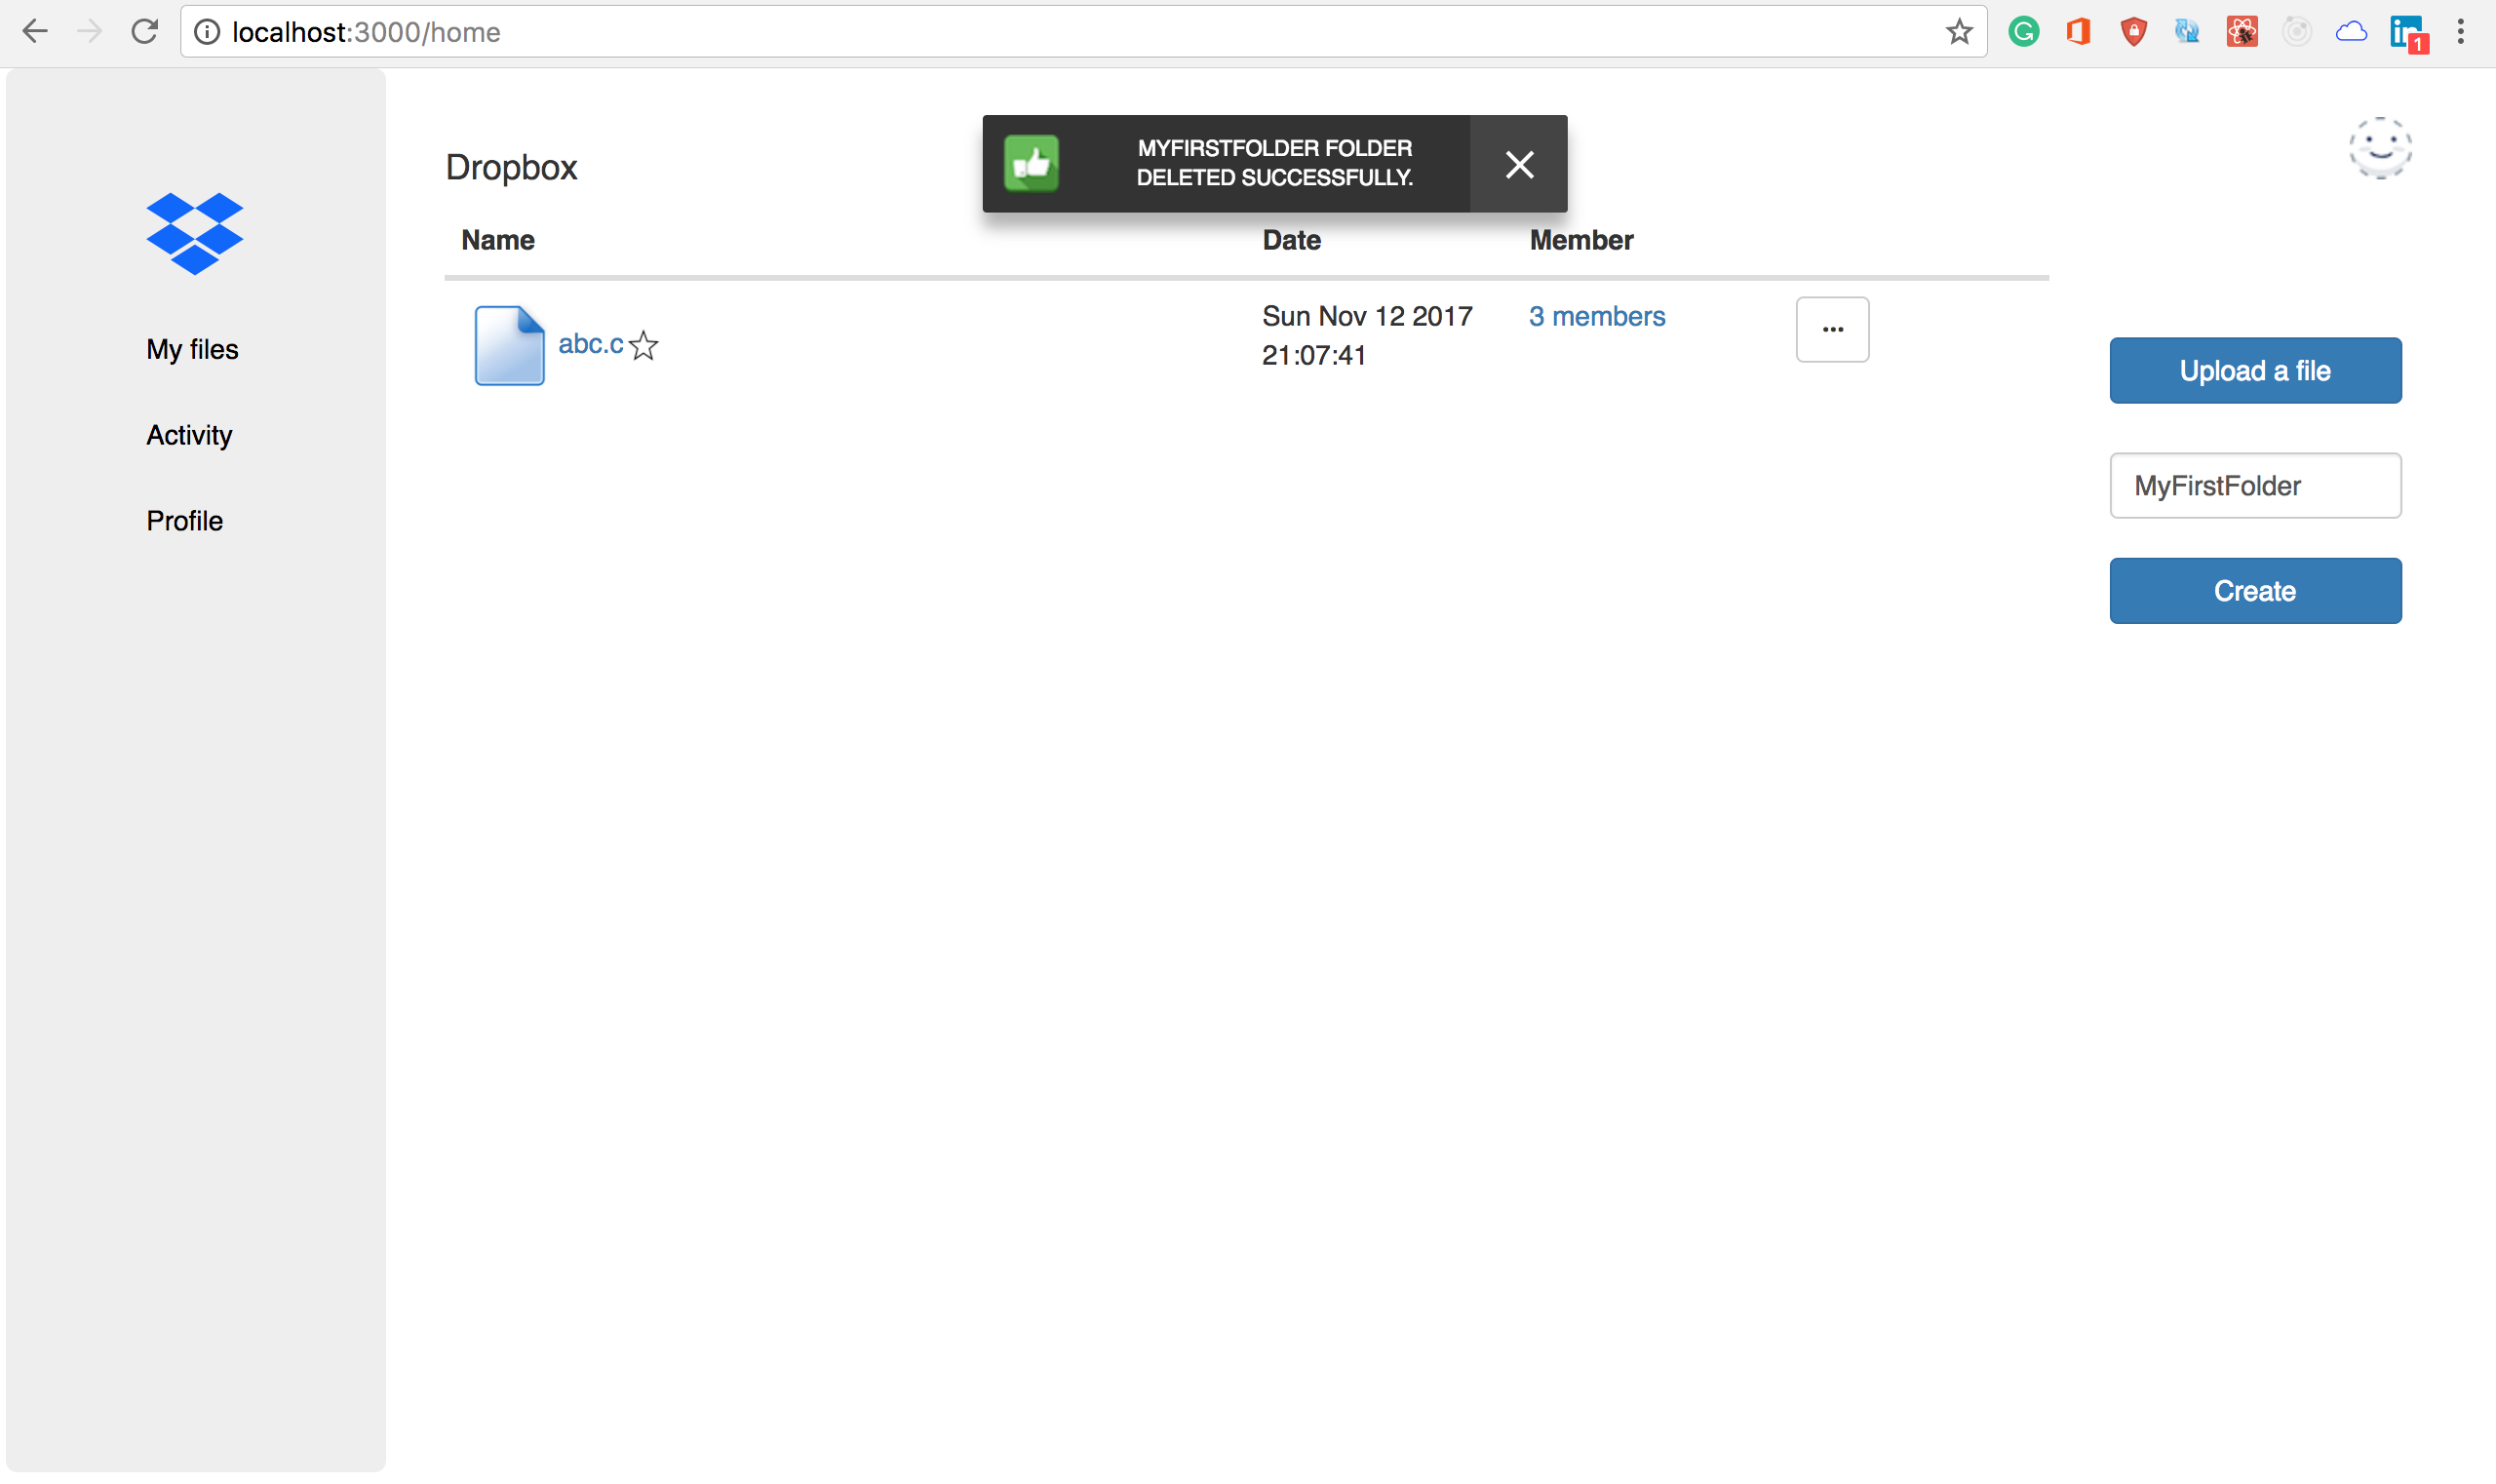 localhost:3000/home
1
MYFIRSTFOLDER FOLDER
DELETED SUCCESSFULLY.
Dropbox
Name Date Member
My files
Activity
Profile
abc.c
Sun Nov 12 2017
21:07:41
3 members
...
Upload a file
MyFirstFolder
Create